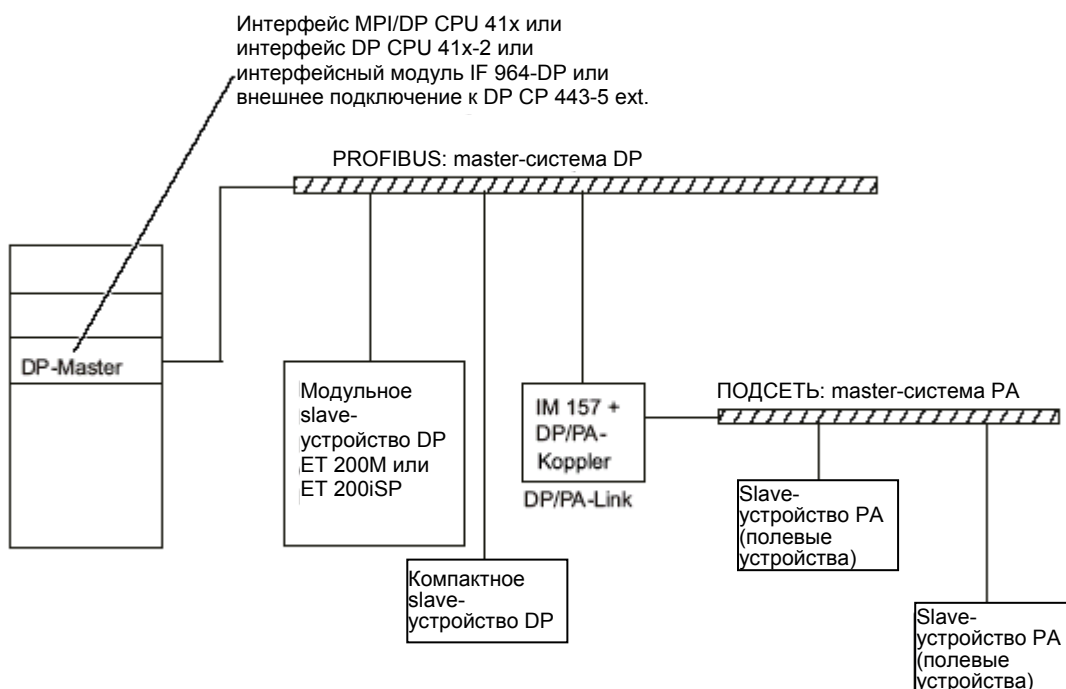 Интерфейс MPI/DP CPU 41x или
интерфейс DP CPU 41x-2 или
интерфейсный модуль IF 964-DP или
внешнее подключение к DP CP 443-5 ext.
PROFIBUS: master-система DP
DP-Master
Модульное
slave-
устройство DP
ET 200M или
ET 200iSP
IM 157 +
DP/PA-
Koppler
DP/PA-Link
ПОДСЕТЬ: master-система PA
Slave-
устройство PA
(полевые
устройства)
Компактное
slave-
устройство DP
Slave-
устройство PA
(полевые
устройства)